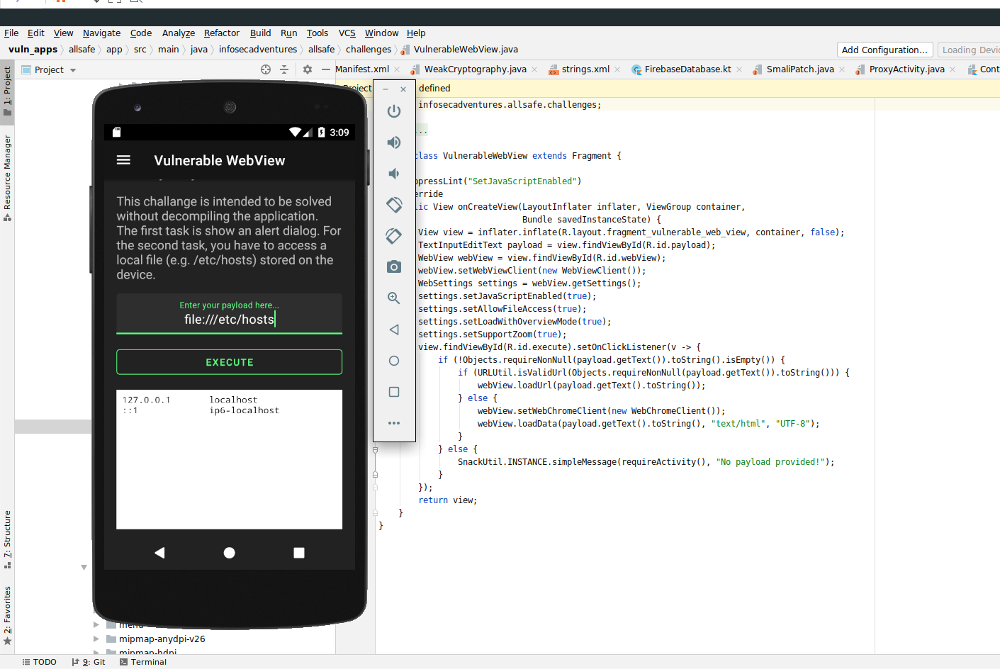 File Edit View Navigate Code Analyze Refactor Build Run Tools VCS Window Help
vuln_apps allsafe app src main java infosecadventures allsafe challenges VulnerableWebView.java Add Configuration... Loading Devic
Project Manifest.xml WeakCryptography.java strings.xml FirebaseDatabase.kt SmaliPatch.java ProxyActivity.java Cont
1: Project
Resource Manager
7: Structure
2: Favorites
3:09
Vulnerable WebView
This challange is intended to be solved
without decompiling the application.
The first task is show an alert dialog. For
the second task, you have to access a
local file (e.g. /etc/hosts) stored on the
device.
Enter your payload here...
file:///etc/hosts
EXECUTE
127.0.0.1 localhost
::1 ip6-localhost
mipmap-anydpi-v26
mipmap-hdpi
Project defined
infosecadventures.allsafe.challenges;
...
class VulnerableWebView extends Fragment {
ppressLint("SetJavaScriptEnabled")
erride
ic View onCreateView(LayoutInflater inflater, ViewGroup container,
Bundle savedInstanceState) {
View view = inflater.inflate(R.layout.fragment_vulnerable_web_view, container, false);
TextInputEditText payload = view.findViewById(R.id.payload);
WebView webView = view.findViewById(R.id.webView);
webView.setWebViewClient(new WebViewClient());
WebSettings settings = webView.getSettings();
settings.setJavaScriptEnabled(true);
settings.setAllowFileAccess(true);
settings.setLoadWithOverviewMode(true);
settings.setSupportZoom(true);
view.findViewById(R.id.execute).setOnClickListener(v -> {
if (!Objects.requireNonNull(payload.getText()).toString().isEmpty()) {
if (URLUtil.isValidUrl(Objects.requireNonNull(payload.getText()).toString())) {
webView.loadUrl(payload.getText().toString());
} else {
webView.setWebChromeClient(new WebChromeClient());
webView.loadData(payload.getText().toString(), "text/html", "UTF-8");
}
} else {
SnackUtil.INSTANCE.simpleMessage(requireActivity(), "No payload provided!");
}
});
return view;
}
}
TODO 9: Git Terminal